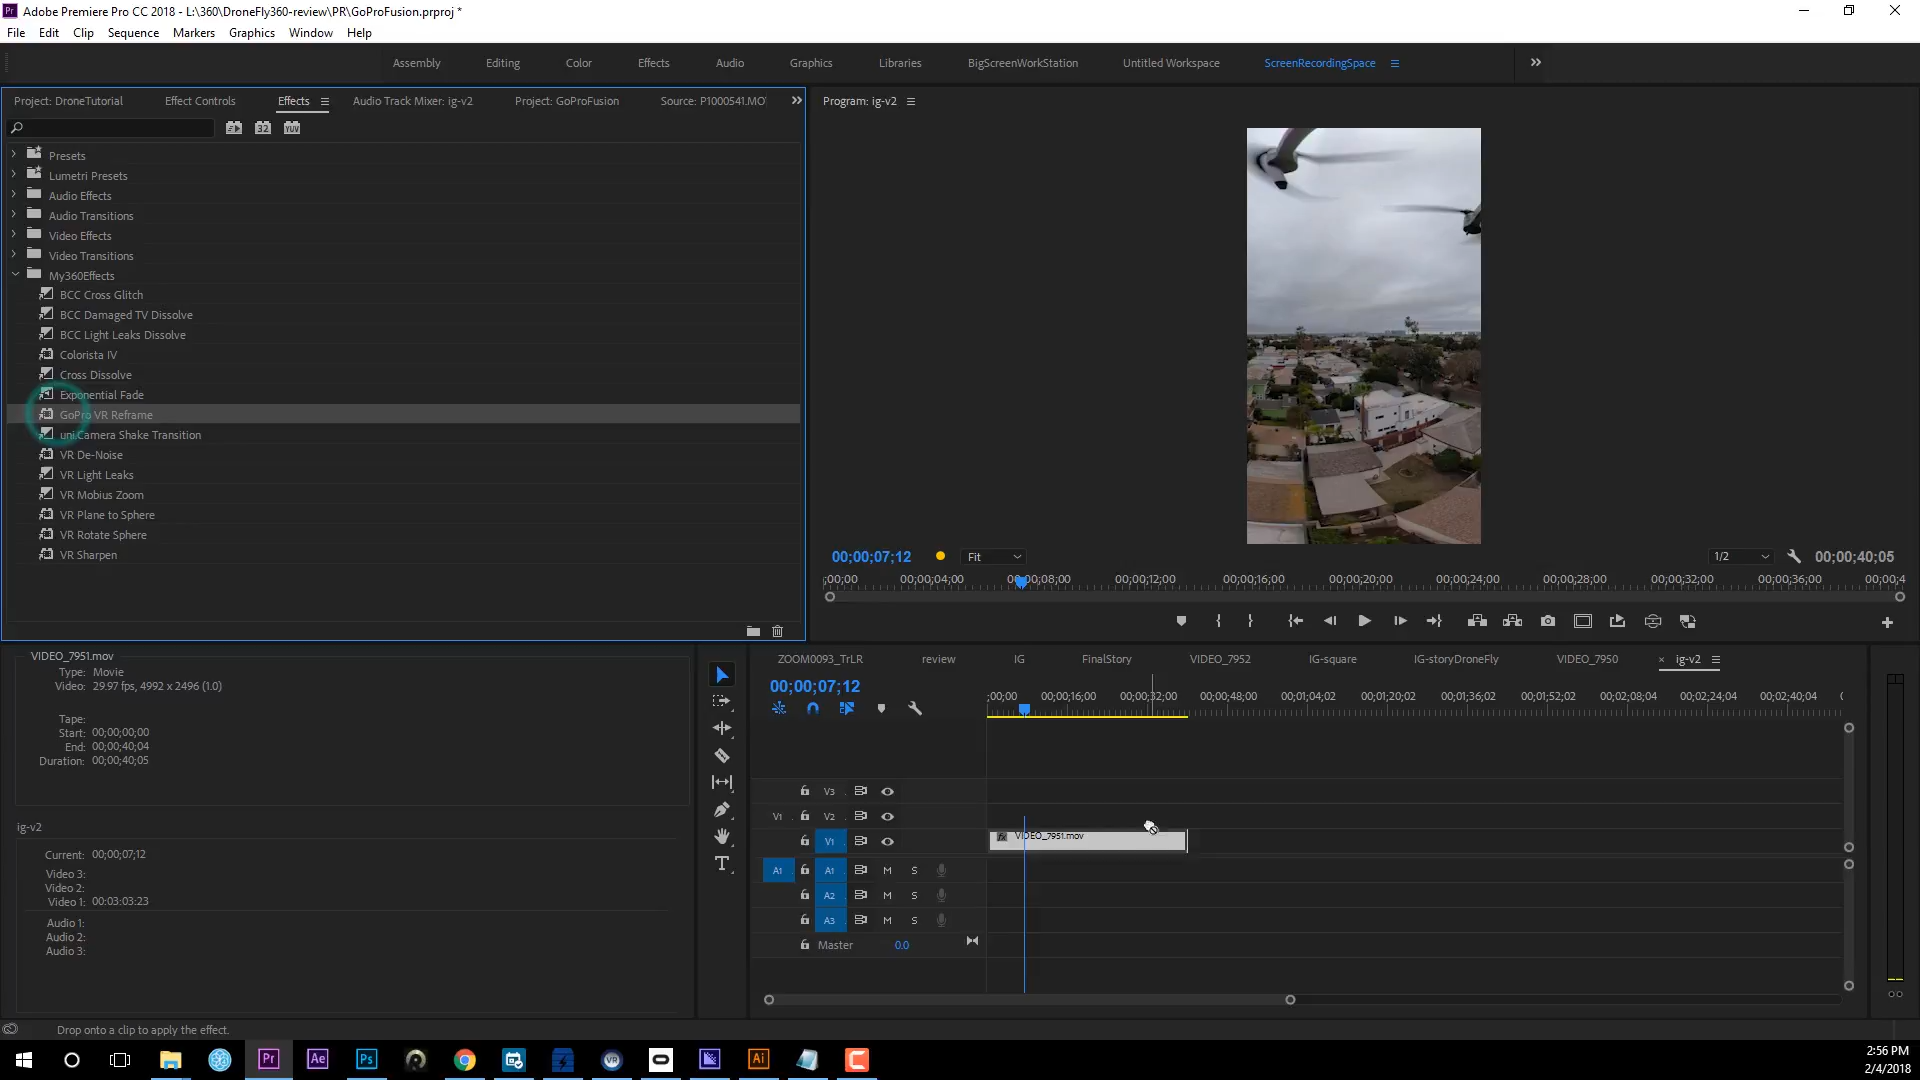 Pr Adobe Premiere Pro CC 2018 - L:\360\DroneFly360-review\PR\GoProFusion.prproj *
File Edit Clip Sequence Markers Graphics Window Help
Assembly Editing Color Effects Audio Graphics Libraries BigScreenWorkStation Untitled Workspace ScreenRecordingSpace
Project: DroneTutorial Effect Controls Effects Audio Track Mixer: ig-v2 Project: GoProFusion Source: P1000541.MO
Program: ig-v2
32 YUV
Presets
Lumetri Presets
Audio Effects
Audio Transitions
Video Effects
Video Transitions
My360Effects
BCC Cross Glitch
BCC Damaged TV Dissolve
BCC Light Leaks Dissolve
Colorista IV
Cross Dissolve
Exponential Fade
GoPro VR Reframe
uni.Camera Shake Transition
VR De-Noise
VR Light Leaks
VR Mobius Zoom
VR Plane to Sphere
VR Rotate Sphere
VR Sharpen
00;00;07;12 Fit 1/2 00;00;40;05
;00;00 00;00;04;00 00;00;08;00 00;00;12;00 00;00;16;00 00;00;20;00 00;00;24;00 00;00;28;00 00;00;32;00 00;00;36;00 00;00;4
VIDEO_7951.mov
Type: Movie
Video: 29.97 fps, 4992 x 2496 (1.0)
Tape:
Start: 00;00;00;00
End: 00;00;40;04
Duration: 00;00;40;05
ig-v2
Current: 00;00;07;12
Video 3:
Video 2:
Video 1: 00:03:03:23
Audio 1:
Audio 2:
Audio 3:
ZOOM0093_TrLR review IG FinalStory VIDEO_7952 IG-square IG-storyDroneFly VIDEO_7950 × ig-v2
00;00;07;12
;00;00 00;00;16;00 00;00;32;00 00;00;48;00 00;01;04;02 00;01;20;02 00;01;36;02 00;01;52;02 00;02;08;04 00;02;24;04 00;02;40;04
V3
V1 V2
V1 fx VIDEO_7951.mov
A1 A1 M S
A2 M S
A3 M S
Master 0.0
Drop onto a clip to apply the effect.
Pr Ae Ps VR Ai
2:56 PM
2/4/2018